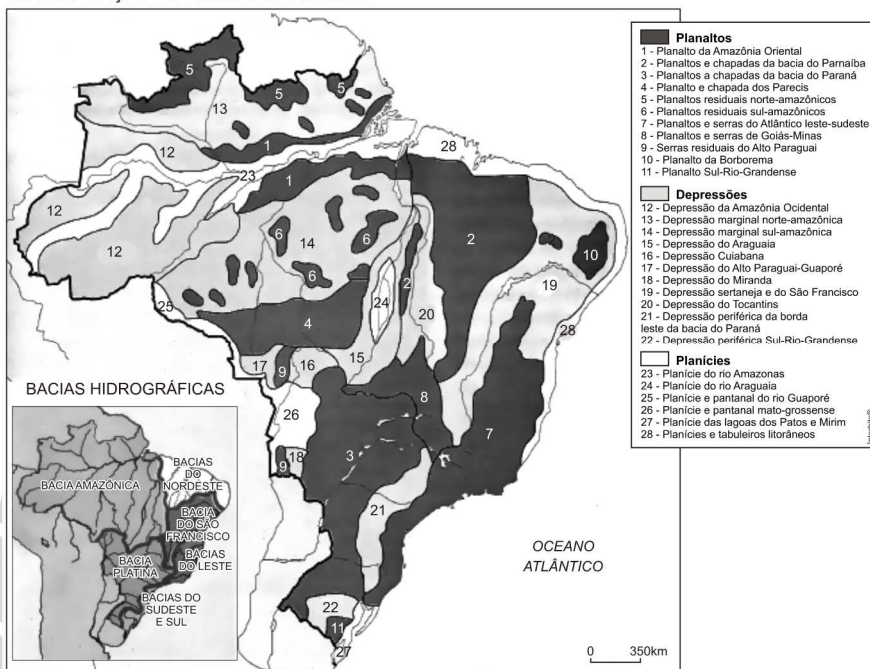 Planaltos
1 - Planalto da Amazônia Oriental
2 - Planaltos e chapadas da bacia do Parnaíba
3 - Planaltos a chapadas da bacia do Paraná
4 - Planalto e chapada dos Parecis
5 - Planaltos residuais norte-amazônicos
6 - Planaltos residuais sul-amazônicos
7 - Planaltos e serras do Atlântico leste-sudeste
8 - Planaltos e serras de Goiás-Minas
9 - Serras residuais do Alto Paraguai
10 - Planalto da Borborema
11 - Planalto Sul-Rio-Grandense
Depressões
12 - Depressão da Amazônia Ocidental
13 - Depressão marginal norte-amazônica
14 - Depressão marginal sul-amazônica
15 - Depressão do Araguaia
16 - Depressão Cuiabana
17 - Depressão do Alto Paraguai-Guaporé
18 - Depressão do Miranda
19 - Depressão sertaneja e do São Francisco
20 - Depressão do Tocantins
21 - Depressão periférica da borda
leste da bacia do Paraná
22 - Depressão periférica Sul-Rio-Grandense
Planícies
23 - Planície do rio Amazonas
24 - Planície do rio Araguaia
25 - Planície e pantanal do rio Guaporé
26 - Planície e pantanal mato-grossense
27 - Planície das lagoas dos Patos e Mirim
28 - Planícies e tabuleiros litorâneos
5
5
5
13
1
28
12
23
1
12
12
6
14
6
2
10
6
2
19
25
24
20
28
4
17
9
16
15
8
26
7
3
9
18
21
22
11
27
OCEANO
ATLÂNTICO
0 350km
BACIAS HIDROGRÁFICAS
BACIA AMAZÔNICA
BACIAS
DO
NORDESTE
BACIA
DO SÃO
FRANCISCO
BACIA
PLATINA
BACIAS
DO LESTE
BACIAS DO
SUDESTE
E SUL